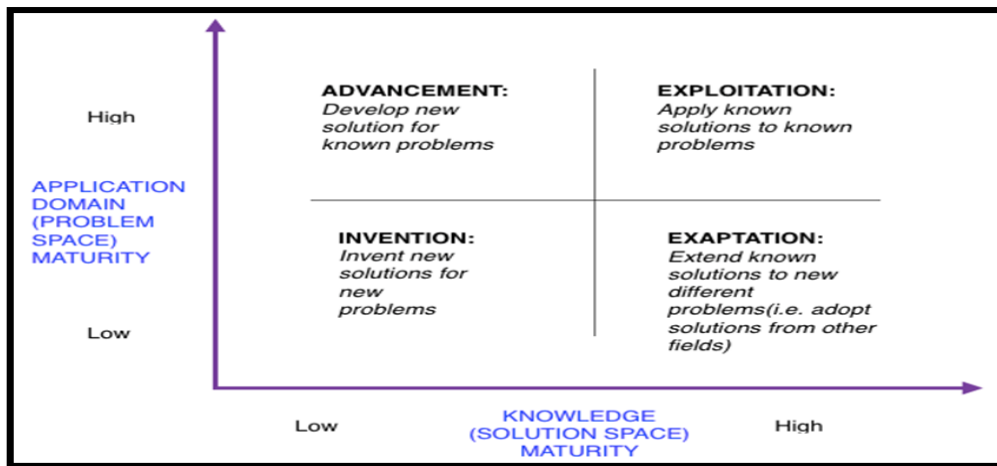 ADVANCEMENT:
Develop new
solution for
known problems
EXPLOITATION:
Apply known
solutions to known
problems
High
APPLICATION
DOMAIN
(PROBLEM
SPACE)
MATURITY
INVENTION:
Invent new
solutions for
new
problems
EXAPTATION:
Extend known
solutions to new
different
problems(i.e. adopt
solutions from other
fields)
Low
Low
KNOWLEDGE
(SOLUTION SPACE)
MATURITY
High